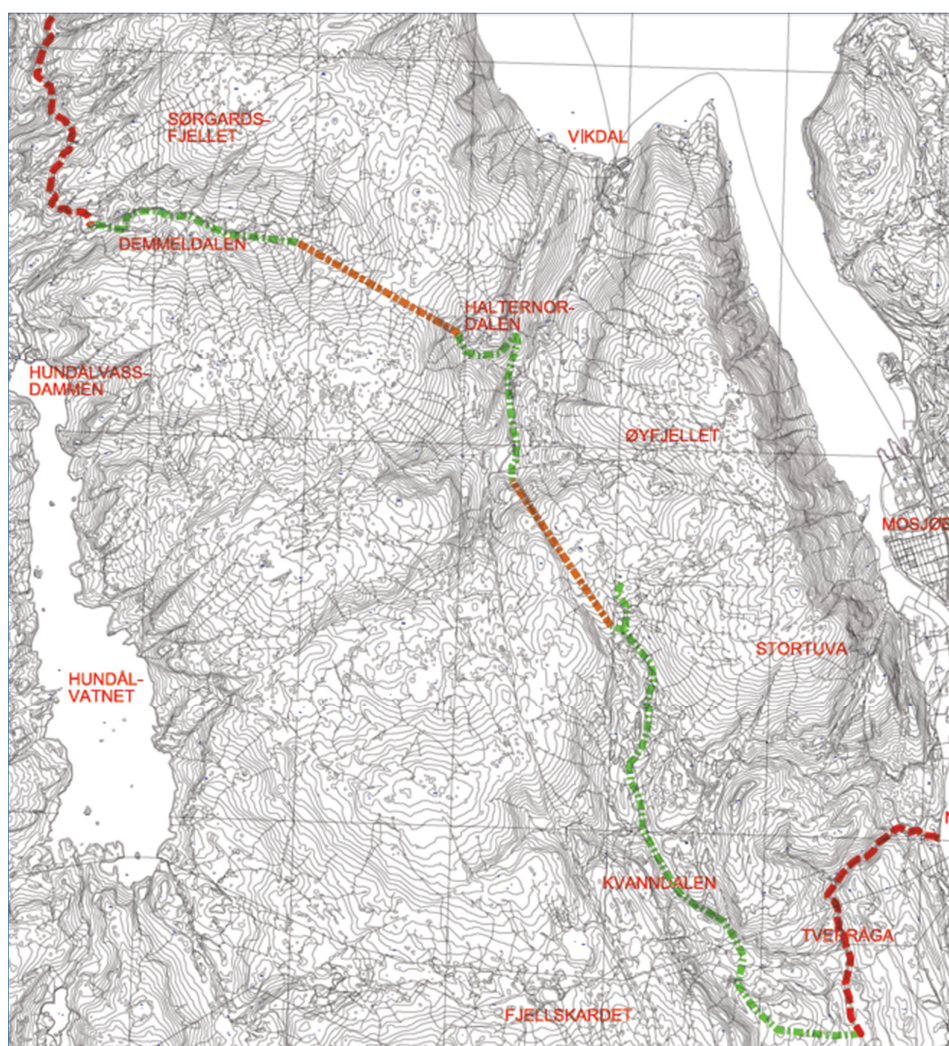 SØRGARDS-
FJELLET
VIKDAL
DEMMELDALEN
HALTERNOR-
DALEN
HUNDÅLVASS-
DAMMEN
ØYFJELLET
MOSJØE
STORTUVA
HUNDÅL-
VATNET
N
KVANNDALEN
TVERRÅGA
FJELLSKARDET